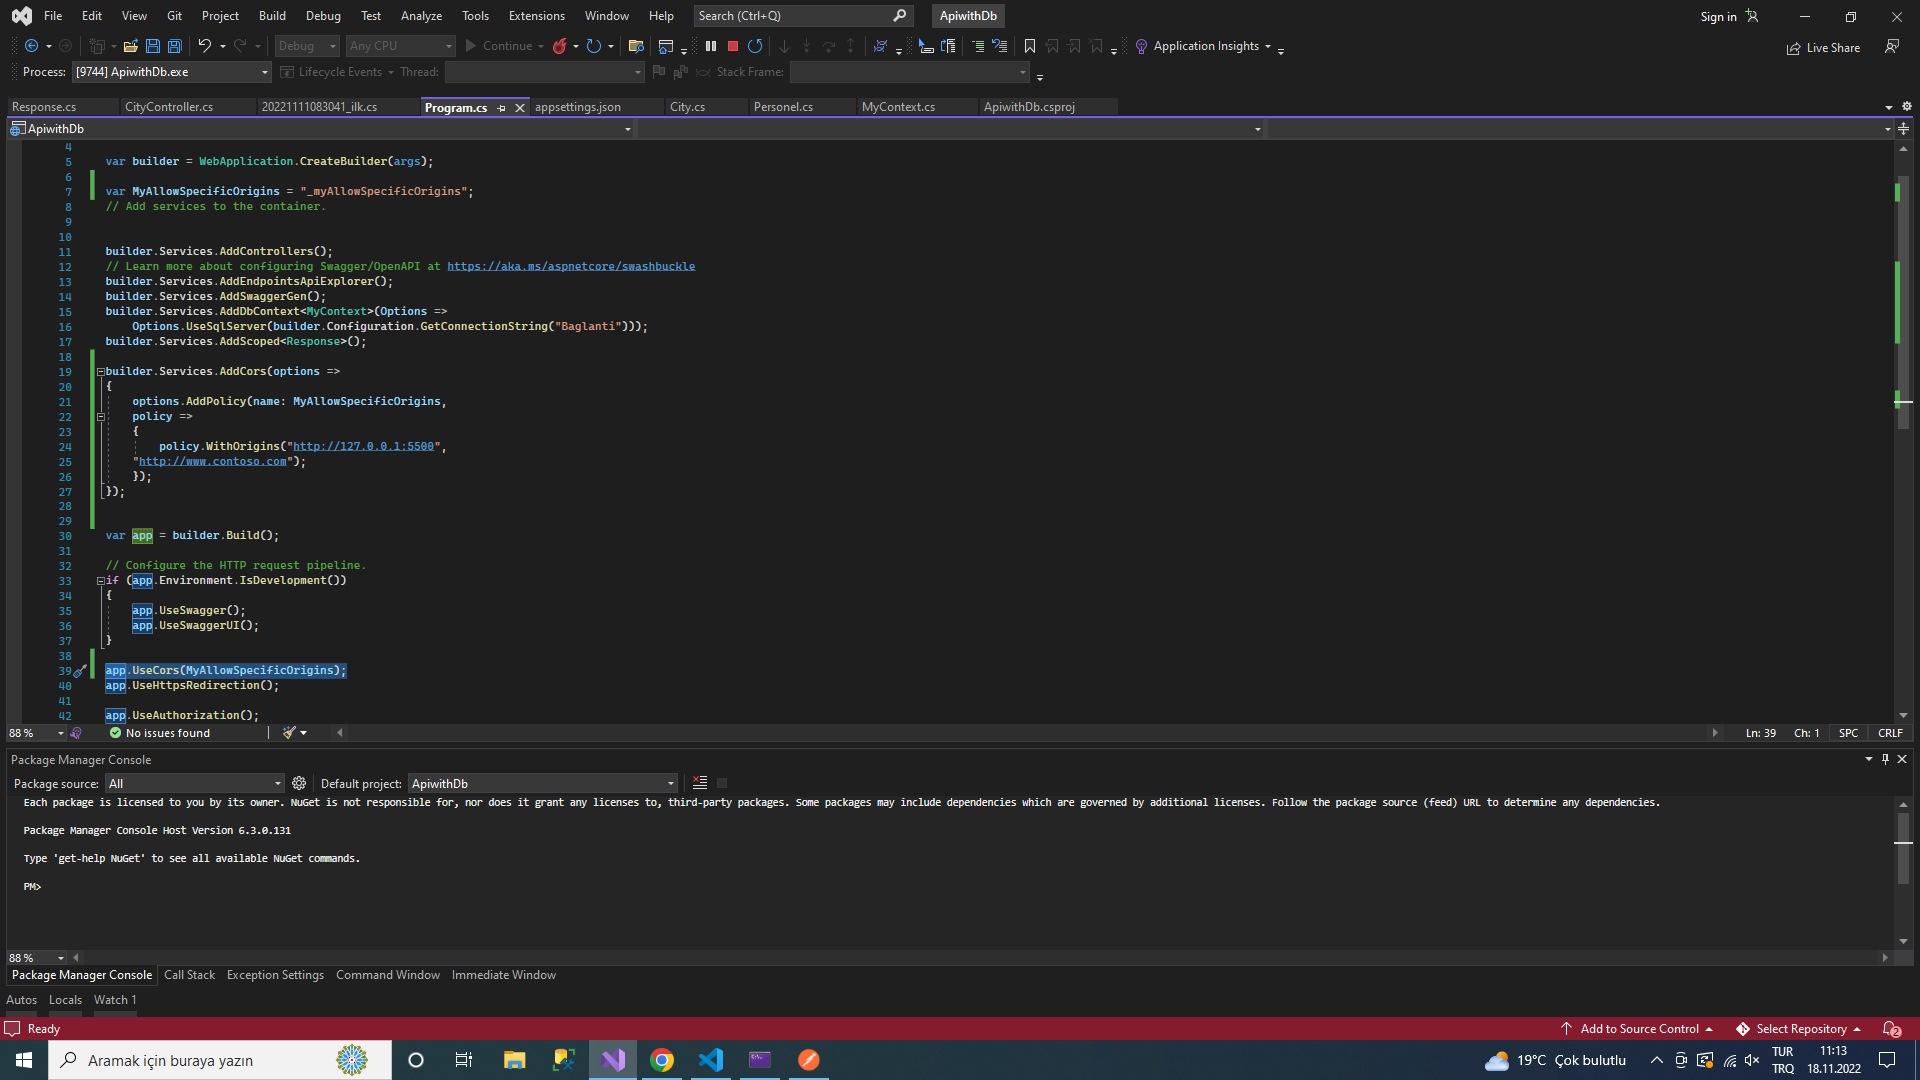 File Edit View Git Project Build Debug Test Analyze Tools Extensions Window Help Search (Ctrl+Q) ApiwithDb Sign in
Debug Any CPU Continue Application Insights Live Share
Process: [9744] ApiwithDb.exe Lifecycle Events Thread: Stack Frame:
Response.cs CityController.cs 20221111083041_ilk.cs Program.cs appsettings.json City.cs Personel.cs MyContext.cs ApiwithDb.csproj
ApiwithDb
4
5 var builder = WebApplication.CreateBuilder(args);
6
7 var MyAllowSpecificOrigins = "_myAllowSpecificOrigins";
8 // Add services to the container.
9
10
11 builder.Services.AddControllers();
12 // Learn more about configuring Swagger/OpenAPI at https://aka.ms/aspnetcore/swashbuckle
13 builder.Services.AddEndpointsApiExplorer();
14 builder.Services.AddSwaggerGen();
15 builder.Services.AddDbContext<MyContext>(Options =>
16 Options.UseSqlServer(builder.Configuration.GetConnectionString("Baglanti")));
17 builder.Services.AddScoped<Response>();
18
19 builder.Services.AddCors(options =>
20 {
21 options.AddPolicy(name: MyAllowSpecificOrigins,
22 policy =>
23 {
24 policy.WithOrigins("http://127.0.0.1:5500",
25 "http://www.contoso.com");
26 });
27 });
28
29
30 var app = builder.Build();
31
32 // Configure the HTTP request pipeline.
33 if (app.Environment.IsDevelopment())
34 {
35 app.UseSwagger();
36 app.UseSwaggerUI();
37 }
38
39 app.UseCors(MyAllowSpecificOrigins);
40 app.UseHttpsRedirection();
41
42 app.UseAuthorization();
88 % No issues found Ln: 39 Ch: 1 SPC CRLF
Package Manager Console
Package source: All Default project: ApiwithDb
Each package is licensed to you by its owner. NuGet is not responsible for, nor does it grant any licenses to, third-party packages. Some packages may include dependencies which are governed by additional licenses. Follow the package source (feed) URL to determine any dependencies.
Package Manager Console Host Version 6.3.0.131
Type 'get-help NuGet' to see all available NuGet commands.
PM>
88 %
Package Manager Console Call Stack Exception Settings Command Window Immediate Window
Autos Locals Watch 1
Ready Add to Source Control Select Repository 2
Aramak için buraya yazın 19°C Çok bulutlu TUR 11:13
TRQ 18.11.2022